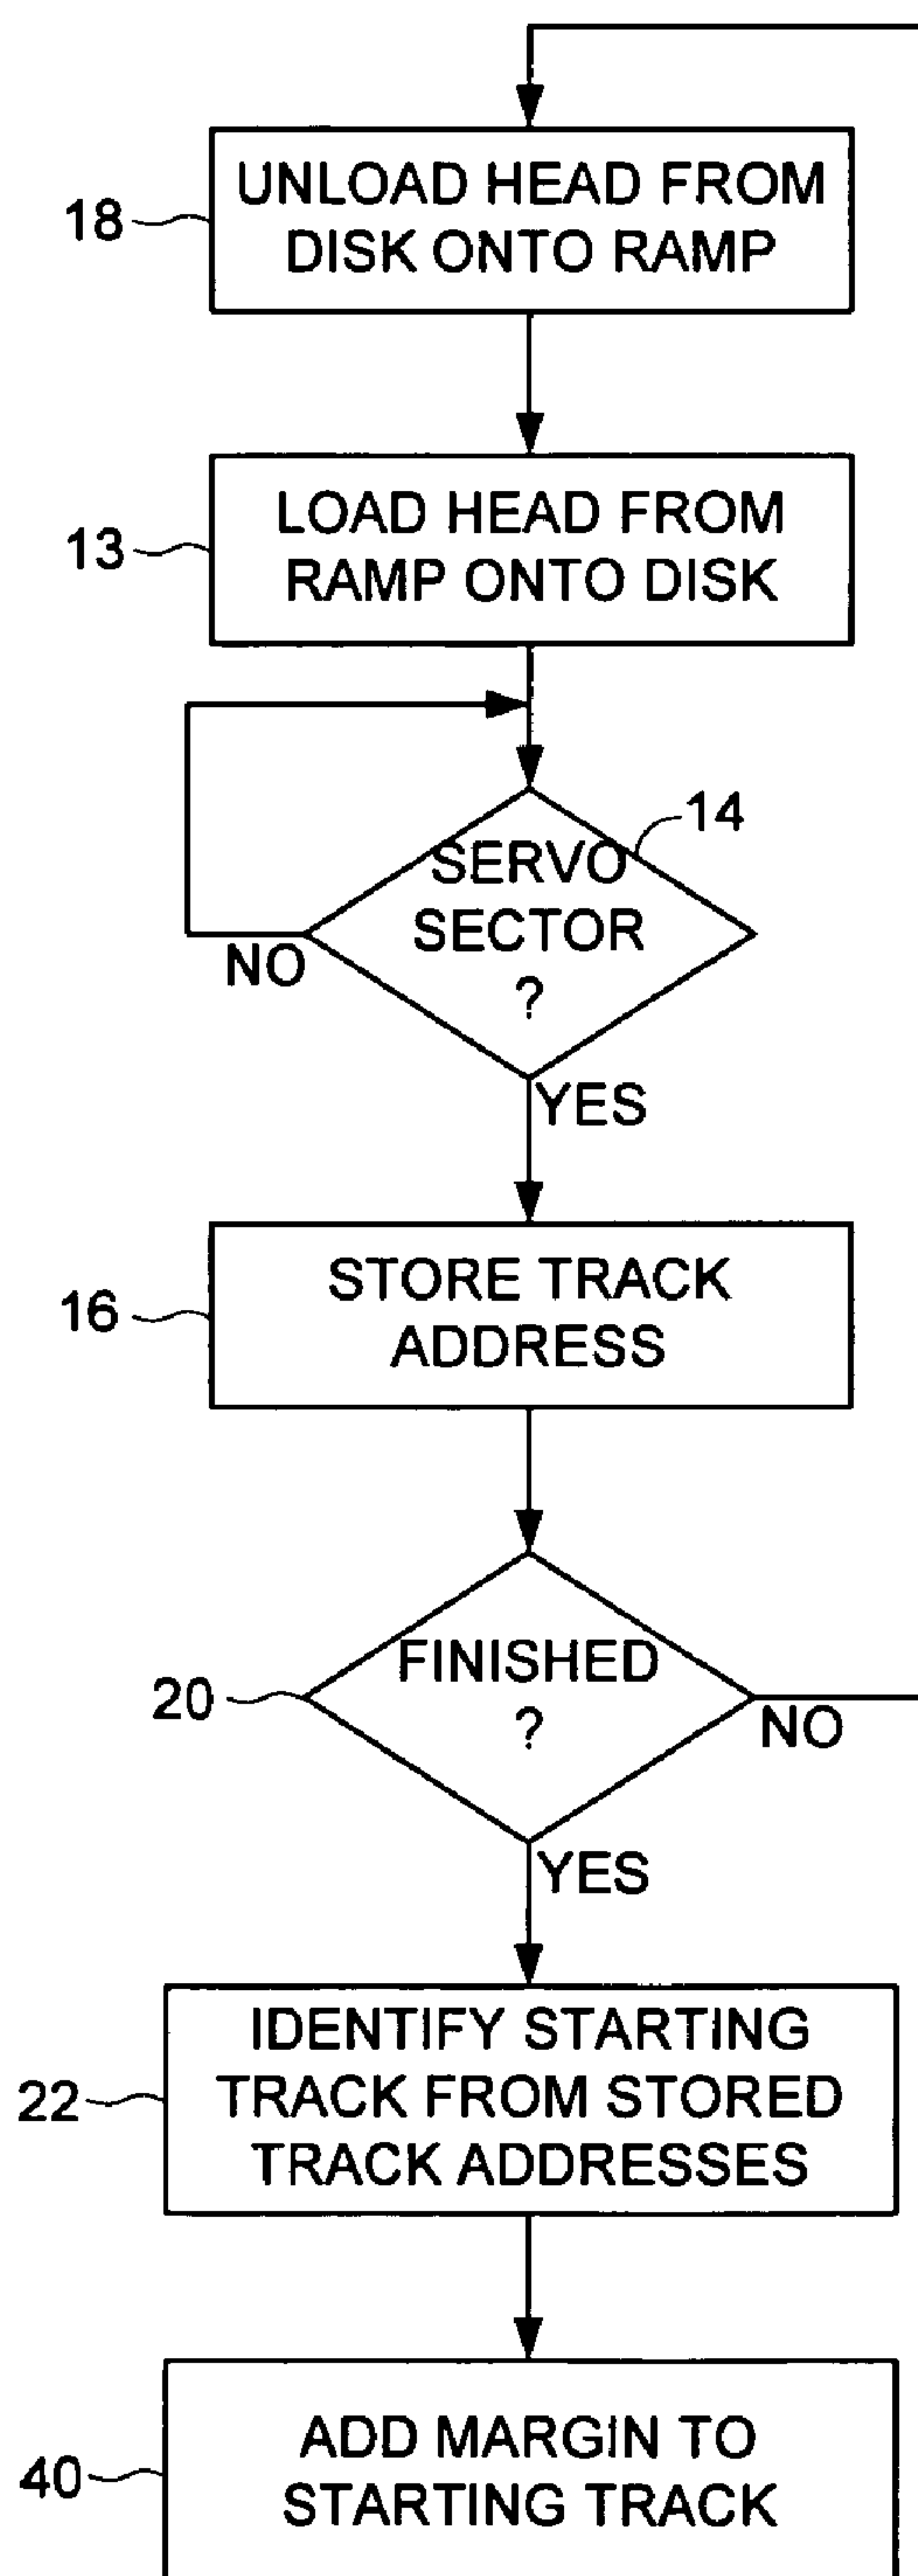 UNLOAD HEAD FROM
DISK ONTO RAMP
18
LOAD HEAD FROM
RAMP ONTO DISK
13
14
SERVO
SECTOR
?
NO
YES
STORE TRACK
ADDRESS
16
FINISHED
?
20
NO
YES
IDENTIFY STARTING
TRACK FROM STORED
TRACK ADDRESSES
22
ADD MARGIN TO
STARTING TRACK
40